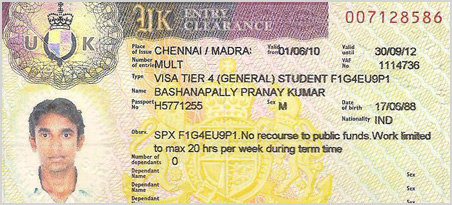 UK ENTRY CLEARANCE 007128586
Place of Issue CHENNAI / MADRA: Valid from 01/06/10 Valid until 30/09/12
Number of entries MULT No 1114736
Type VISA TIER 4 (GENERAL) STUDENT F1G4EU9P1
Name BASHANAPALLY PRANAY KUMAR
Passport No H5771255 Sex M Date of birth 17/06/88
Nationality IND
Obsrv. SPX F1G4EU9P1. No recourse to public funds. Work limited
to max 20 hrs per week during term time
Number of dependants 0
Dependant Name
Dependant Name
Dependant Name
U K